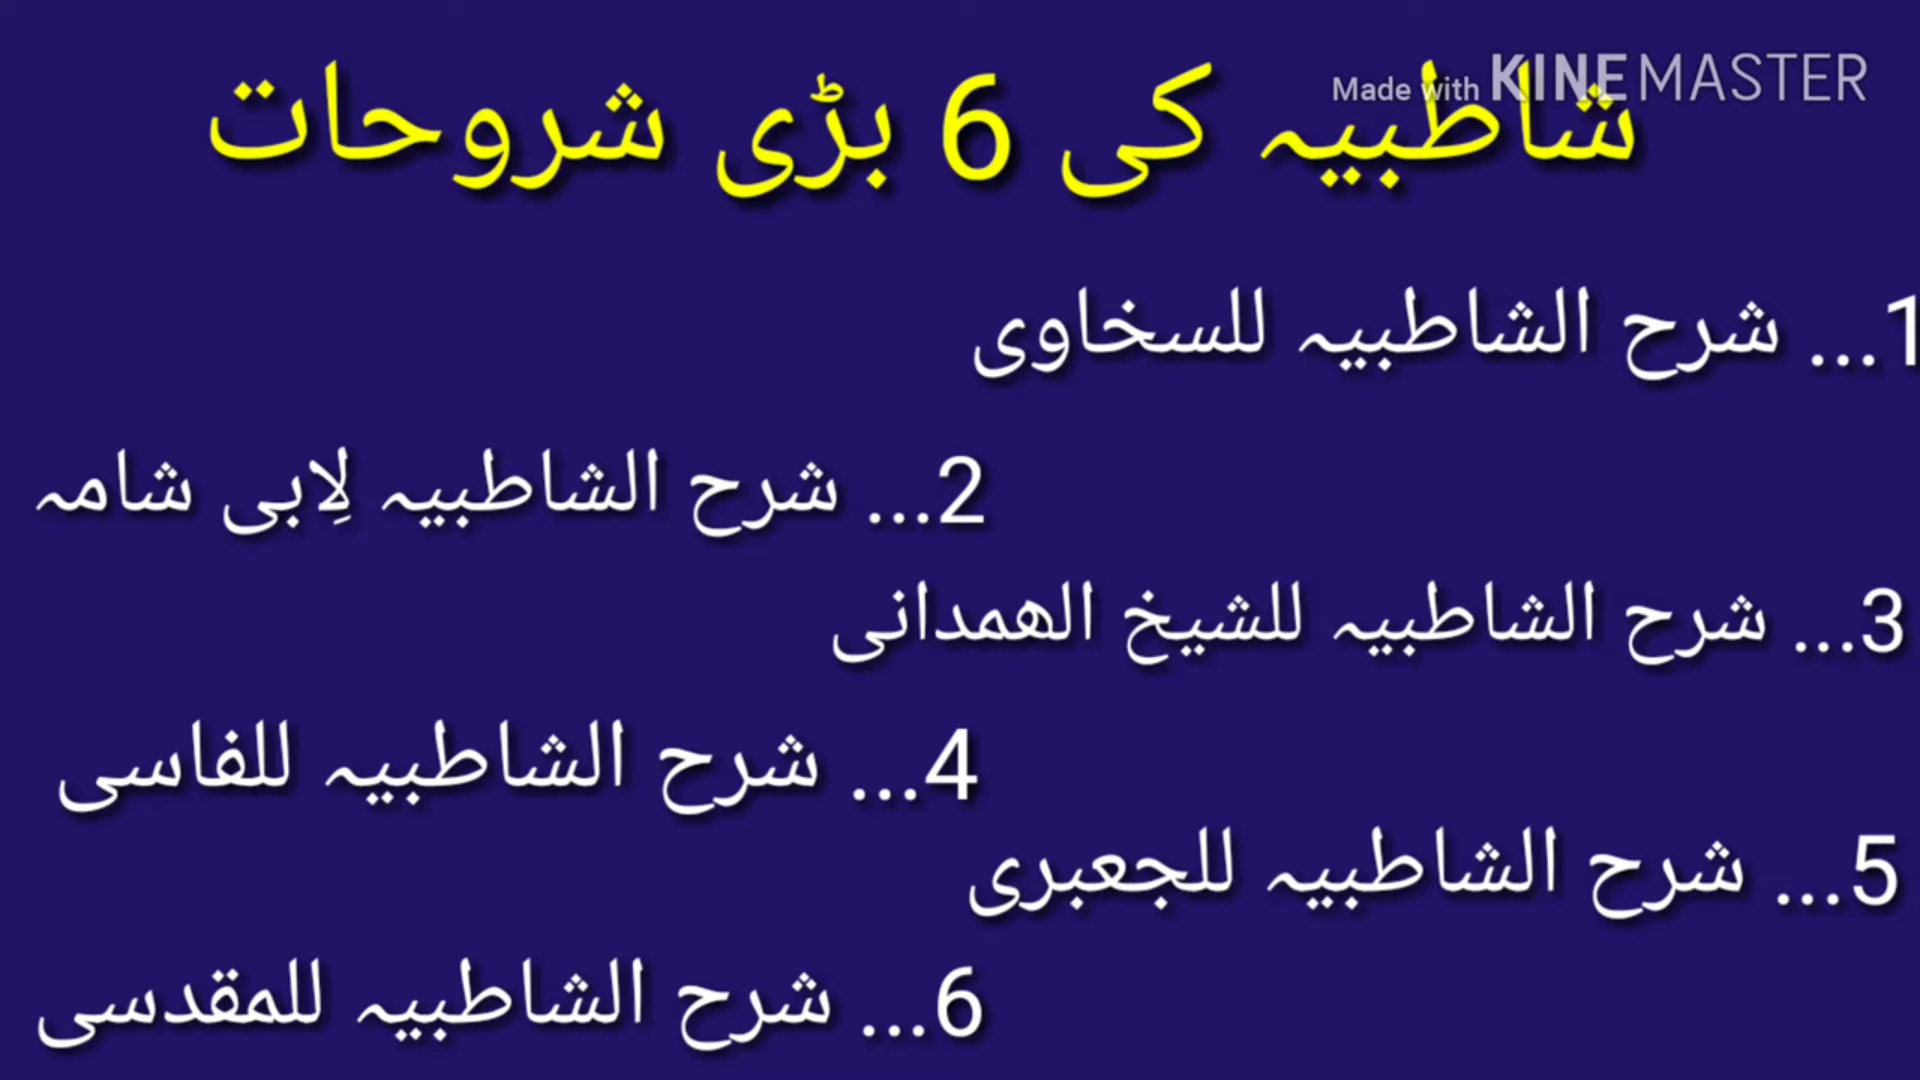 Made with KINEMASTER
شاطبیہ کی 6 بڑی شروحات
1... شرح الشاطبیہ للسخاوی
2... شرح الشاطبیہ لِابی شامہ
3... شرح الشاطبیہ للشیخ الھمدانی
4... شرح الشاطبیہ للفاسی
5... شرح الشاطبیہ للجعبری
6... شرح الشاطبیہ للمقدسی